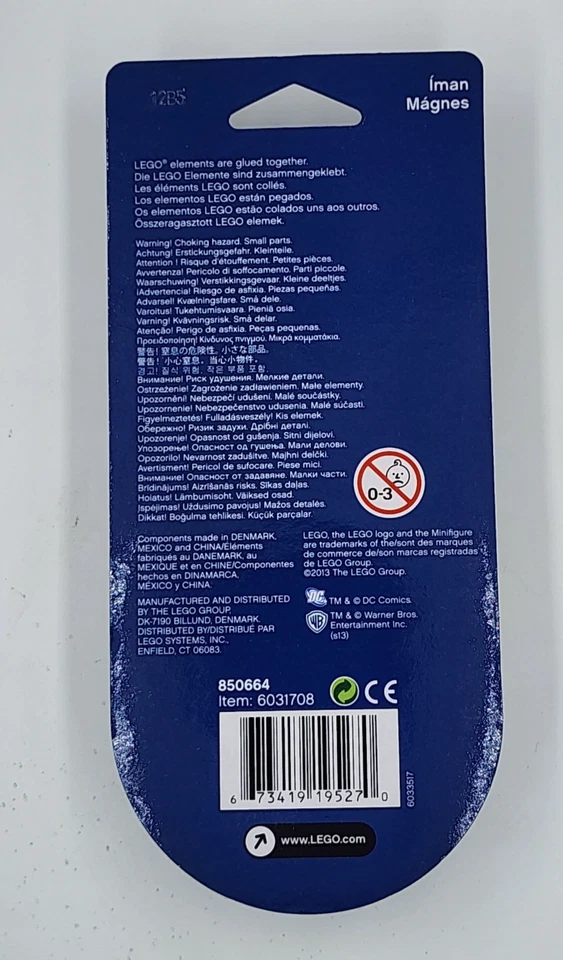 12B5
Íman
Mágnes
LEGO® elements are glued together.
Die LEGO Elemente sind zusammengeklebt.
Les éléments LEGO sont collés.
Los elementos LEGO están pegados.
Os elementos LEGO estão colados uns aos outros.
Összeragasztott LEGO elemek.
Warning! Choking hazard. Small parts.
Achtung! Erstickungsgefahr. Kleinteile.
Attention ! Risque d'étouffement. Petites pièces.
Avvertenza! Pericolo di soffocamento. Parti piccole.
Waarschuwing! Verstikkingsgevaar. Kleine deeltjes.
¡Advertencia! Riesgo de asfixia. Piezas pequeñas.
Advarsel! Kvælningsfare. Små dele.
Varoitus! Tukehtumisvaara. Pieniä osia.
Varning! Kvävningsrisk. Små delar.
Atenção! Perigo de asfixia. Peças pequenas.
Προειδοποίηση! Κίνδυνος πνιγμού. Μικρά κομματάκια.
警告! 窒息の危険性。小さな部品。
警告! 小心窒息。当心小物件。
경고! 질식 위험. 작은 부품 포함.
Внимание! Риск удушения. Мелкие детали.
Ostrzeżenie! Zagrożenie zadławieniem. Małe elementy.
Upozornění! Nebezpečí udušení. Malé součástky.
Upozornenie! Nebezpečenstvo udusenia. Malé súčasti.
Figyelmeztetés! Fulladásveszély! Kis elemek.
Обережно! Ризик задухи. Дрібні деталі.
Upozorenje! Opasnost od gušenja. Sitni dijelovi.
Упозорење! Опасност од гушења. Мали делови.
Opozorilo! Nevarnost zadušitve. Majhni delčki.
Avertisment! Pericol de sufocare. Piese mici.
Внимание! Опасност от задавяне. Малки части.
Brīdinājums! Aizrīšanās risks. Sīkas daļas.
Hoiatus! Lämbumisoht. Väiksed osad.
Įspėjimas! Uždusimo pavojus! Mažos detalės.
Dikkat! Boğulma tehlikesi. Küçük parçalar.
0-3
Components made in DENMARK,
MEXICO and CHINA/Éléments
fabriqués au DANEMARK, au
MEXIQUE et en CHINE/Componentes
hechos en DINAMARCA,
MÉXICO y CHINA.
MANUFACTURED AND DISTRIBUTED
BY THE LEGO GROUP,
DK-7190 BILLUND, DENMARK.
DISTRIBUTED BY/DISTRIBUÉ PAR
LEGO SYSTEMS, INC.,
ENFIELD, CT 06083.
LEGO, the LEGO logo and the Minifigure
are trademarks of the/sont des marques
de commerce de/son marcas registradas
de LEGO Group.
©2013 The LEGO Group.
DC
TM & © DC Comics.
WB
TM & © Warner Bros.
Entertainment Inc.
(s13)
850664
Item: 6031708
CE
6 73419 19527 0
6033517
www.LEGO.com